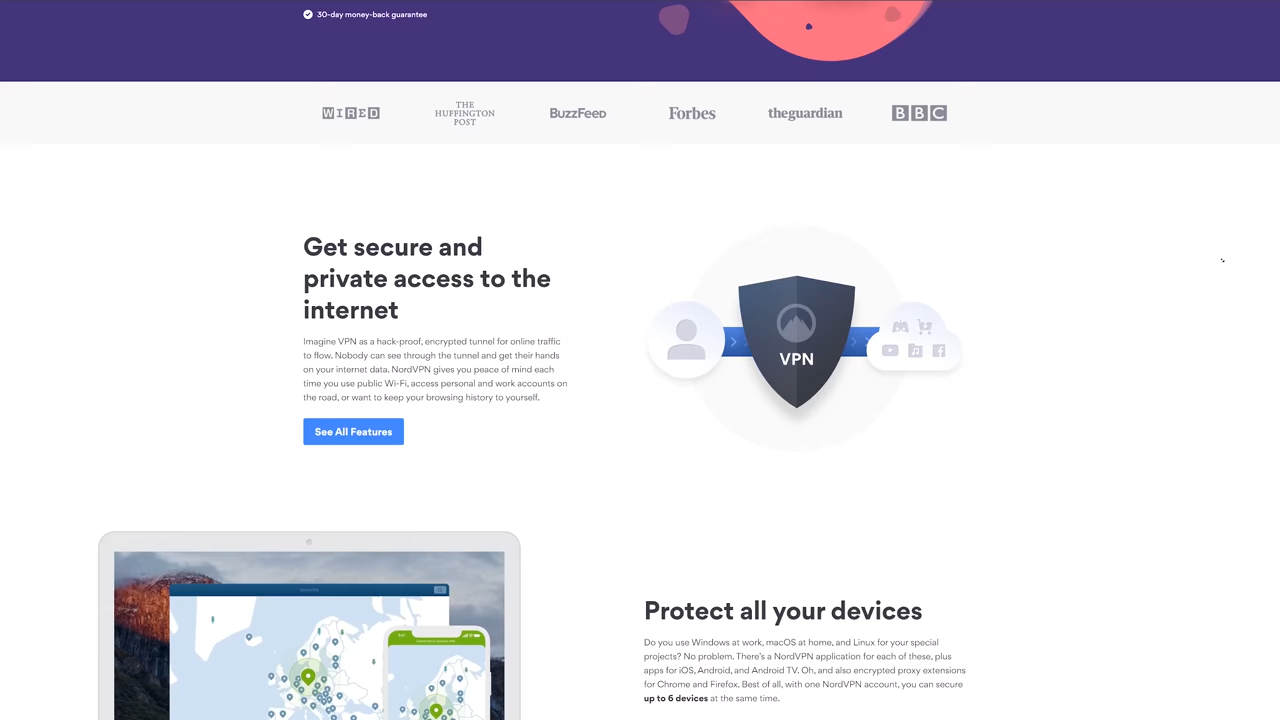 30-day money-back guarantee
WIRED
THE
HUFFINGTON
POST
BuzzFeed
Forbes
theguardian
BBC
Get secure and
private access to the
internet
Imagine VPN as a hack-proof, encrypted tunnel for online traffic
to flow. Nobody can see through the tunnel and get their hands
on your internet data. NordVPN gives you peace of mind each
time you use public Wi-Fi, access personal and work accounts on
the road, or want to keep your browsing history to yourself.
See All Features
VPN
Protect all your devices
Do you use Windows at work, macOS at home, and Linux for your special
projects? No problem. There's a NordVPN application for each of these, plus
apps for iOS, Android, and Android TV. Oh, and also encrypted proxy extensions
for Chrome and Firefox. Best of all, with one NordVPN account, you can secure
up to 6 devices at the same time.